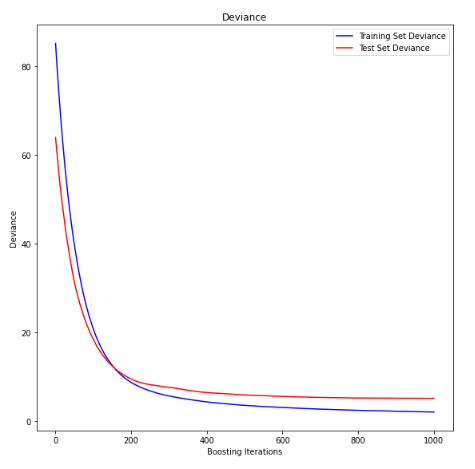 Deviance
Training Set Deviance
Test Set Deviance
80
60
40
20
0
Deviance
0 200 400 600 800 1000
Boosting Iterations